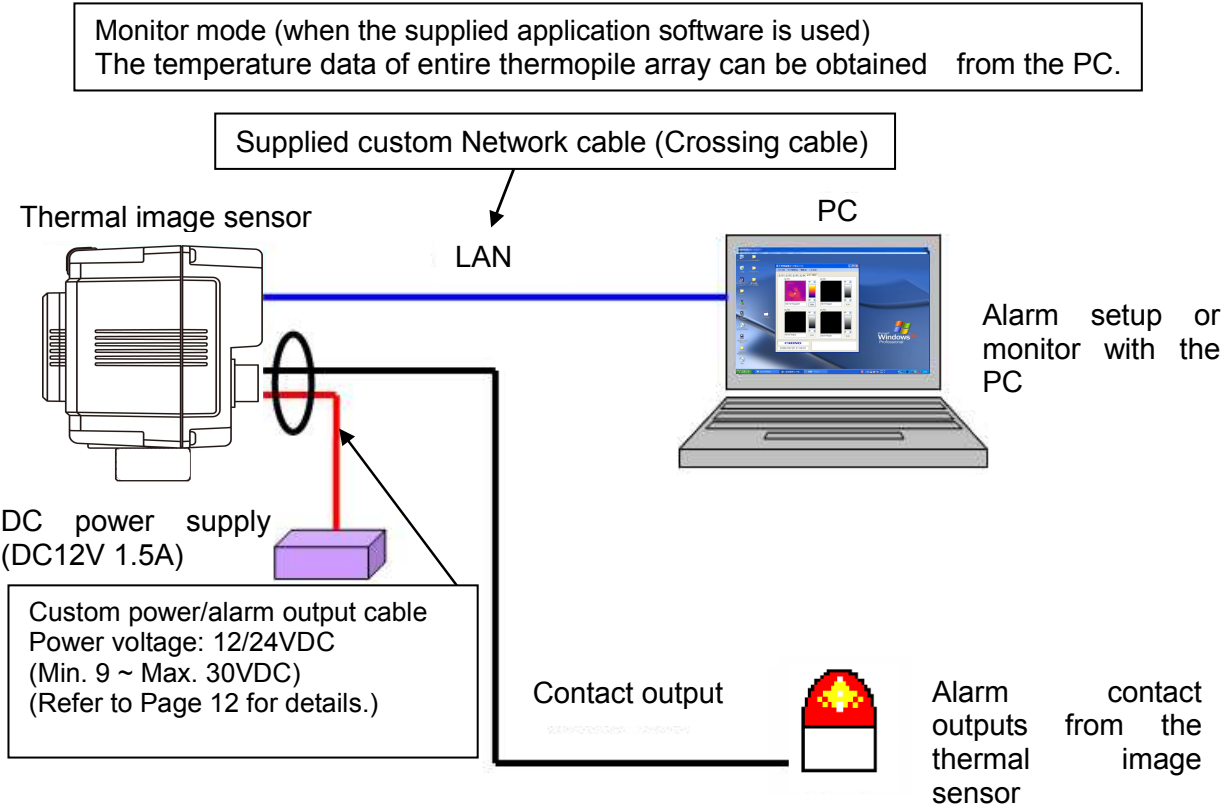 Monitor mode (when the supplied application software is used)
The temperature data of entire thermopile array can be obtained from the PC.
Supplied custom Network cable (Crossing cable)
Thermal image sensor
LAN
PC
Windows
Professional
Alarm setup or
monitor with the
PC
DC power supply
(DC12V 1.5A)
Custom power/alarm output cable
Power voltage: 12/24VDC
(Min. 9 ~ Max. 30VDC)
(Refer to Page 12 for details.)
Contact output
Alarm contact
outputs from the
thermal image
sensor